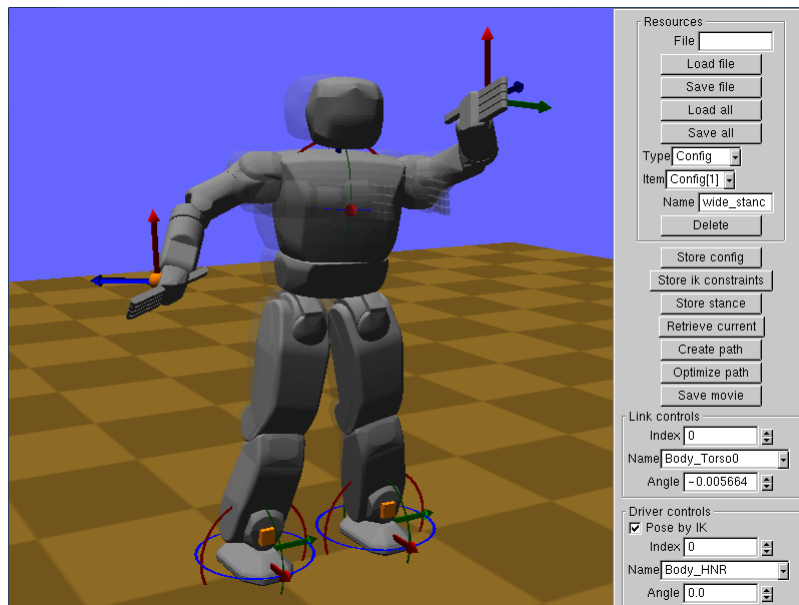 Resources
File
Load file
Save file
Load all
Save all
Type Config
Item Config[1]
Name wide_stanc
Delete
Store config
Store ik constraints
Store stance
Retrieve current
Create path
Optimize path
Save movie
Link controls
Index 0
Name Body_Torso0
Angle -0.005664
Driver controls
Pose by IK
Index 0
Name Body_HNR
Angle 0.0